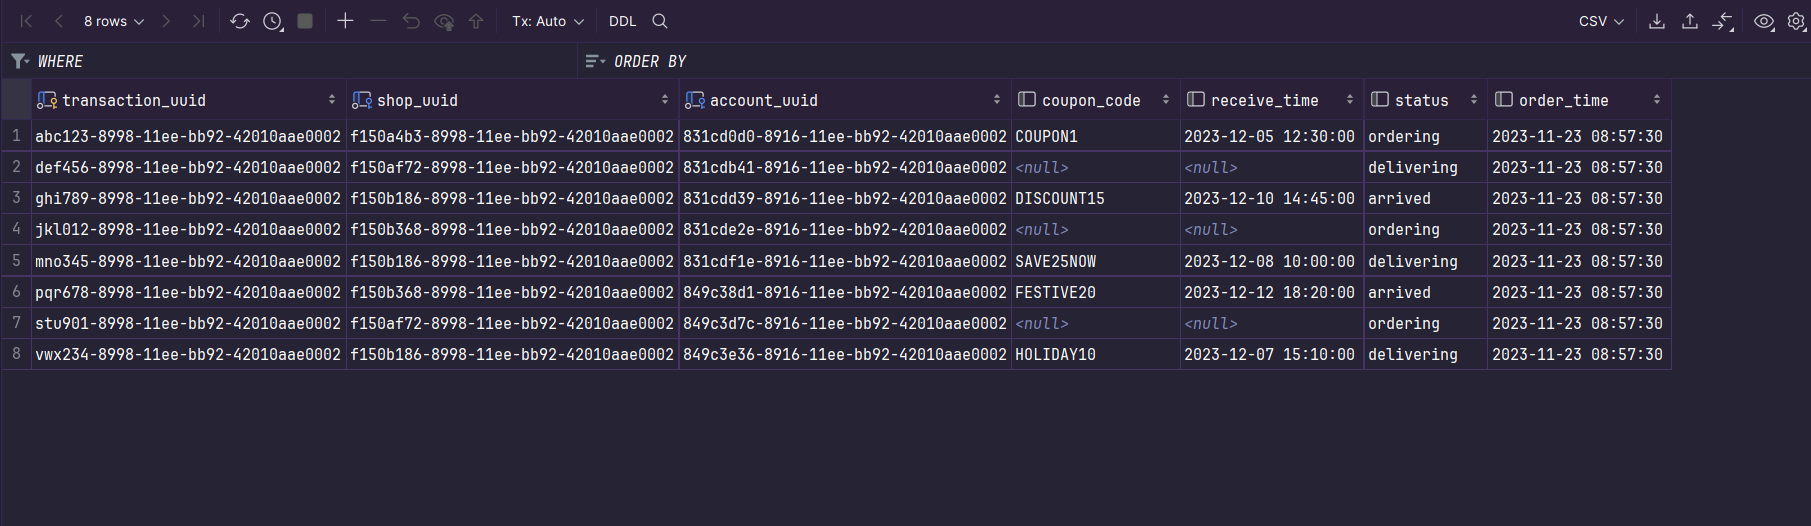 8 rows Tx: Auto DDL CSV
WHERE ORDER BY
transaction_uuid shop_uuid account_uuid coupon_code receive_time status order_time
1 abc123-8998-11ee-bb92-42010aae0002 f150a4b3-8998-11ee-bb92-42010aae0002 831cd0d0-8916-11ee-bb92-42010aae0002 COUPON1 2023-12-05 12:30:00 ordering 2023-11-23 08:57:30
2 def456-8998-11ee-bb92-42010aae0002 f150af72-8998-11ee-bb92-42010aae0002 831cdb41-8916-11ee-bb92-42010aae0002 <null> <null> delivering 2023-11-23 08:57:30
3 ghi789-8998-11ee-bb92-42010aae0002 f150b186-8998-11ee-bb92-42010aae0002 831cdd39-8916-11ee-bb92-42010aae0002 DISCOUNT15 2023-12-10 14:45:00 arrived 2023-11-23 08:57:30
4 jkl012-8998-11ee-bb92-42010aae0002 f150b368-8998-11ee-bb92-42010aae0002 831cde2e-8916-11ee-bb92-42010aae0002 <null> <null> ordering 2023-11-23 08:57:30
5 mno345-8998-11ee-bb92-42010aae0002 f150b186-8998-11ee-bb92-42010aae0002 831cdf1e-8916-11ee-bb92-42010aae0002 SAVE25NOW 2023-12-08 10:00:00 delivering 2023-11-23 08:57:30
6 pqr678-8998-11ee-bb92-42010aae0002 f150b368-8998-11ee-bb92-42010aae0002 849c38d1-8916-11ee-bb92-42010aae0002 FESTIVE20 2023-12-12 18:20:00 arrived 2023-11-23 08:57:30
7 stu901-8998-11ee-bb92-42010aae0002 f150af72-8998-11ee-bb92-42010aae0002 849c3d7c-8916-11ee-bb92-42010aae0002 <null> <null> ordering 2023-11-23 08:57:30
8 vwx234-8998-11ee-bb92-42010aae0002 f150b186-8998-11ee-bb92-42010aae0002 849c3e36-8916-11ee-bb92-42010aae0002 HOLIDAY10 2023-12-07 15:10:00 delivering 2023-11-23 08:57:30